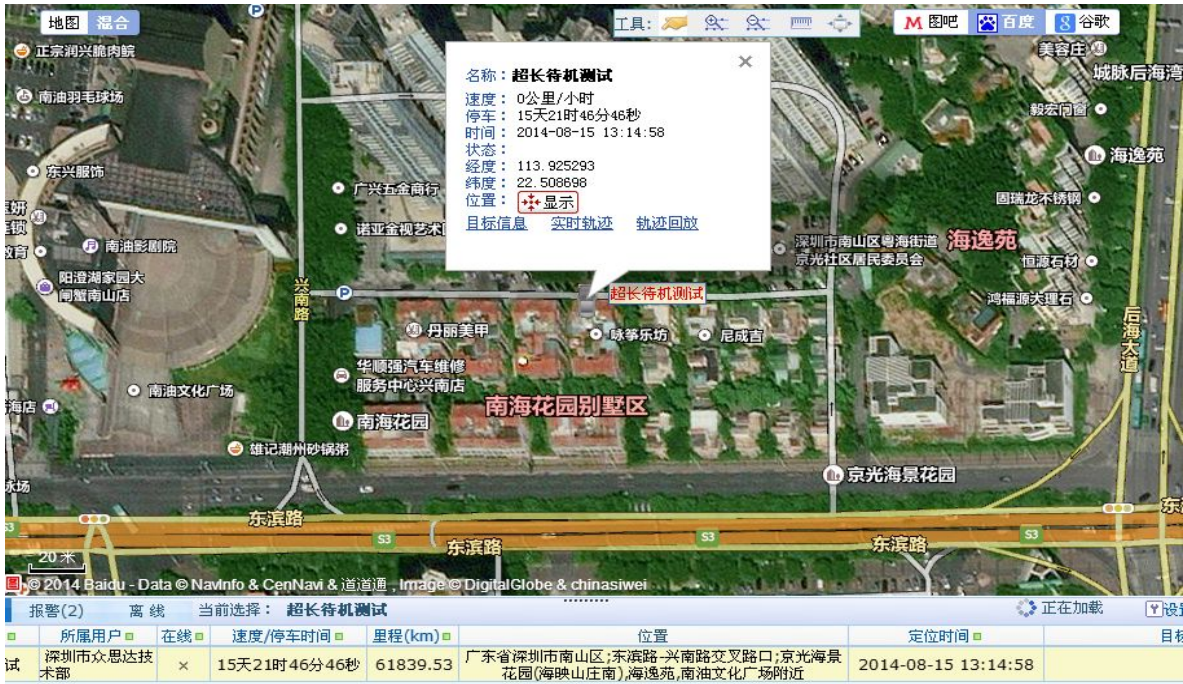 地图 混合
工具:
M 图吧 百度 8 谷歌
正宗润兴脆肉鲩
美容庄
城脉后海湾
南油羽毛球场
毅宏门窗
名称：超长待机测试
速度：0公里/小时
停车：15天21时46分46秒
时间：2014-08-15 13:14:58
状态：
经度：113.925293
纬度：22.508698
位置：显示
目标信息 实时轨迹 轨迹回放
海逸苑
东兴服饰
广兴五金商行
固瑞龙不锈钢
诺亚金视艺术
南油影剧院
教育
深圳市南山区粤海街道
京光社区居民委员会
海逸苑
恒源石材
阳澄湖家园大
闸蟹南山店
兴南路
P
P
超长待机测试
鸿福源大理石
后海大道
丹丽美甲
咏筝乐坊
尼成吉
华顺强汽车维修
服务中心兴南店
南油文化广场
海店
南海花园别墅区
南海花园
雄记潮州砂锅粥
京光海景花园
泳场
东滨路
S3
东滨路
S3
东滨路
S3
S3
20 米
© 2014 Baidu - Data © NavInfo & CenNavi & 道道通 , Image © DigitalGlobe & chinasiwei
报警(2) 离 线 当前选择： 超长待机测试
正在加载
设
所属用户 在线 速度/停车时间 里程(km) 位置 定位时间 目标
试 深圳市众思达技术部 × 15天21时46分46秒 61839.53 广东省深圳市南山区;东滨路-兴南路交叉路口;京光海景
花园(海映山庄南),海逸苑,南油文化广场附近 2014-08-15 13:14:58